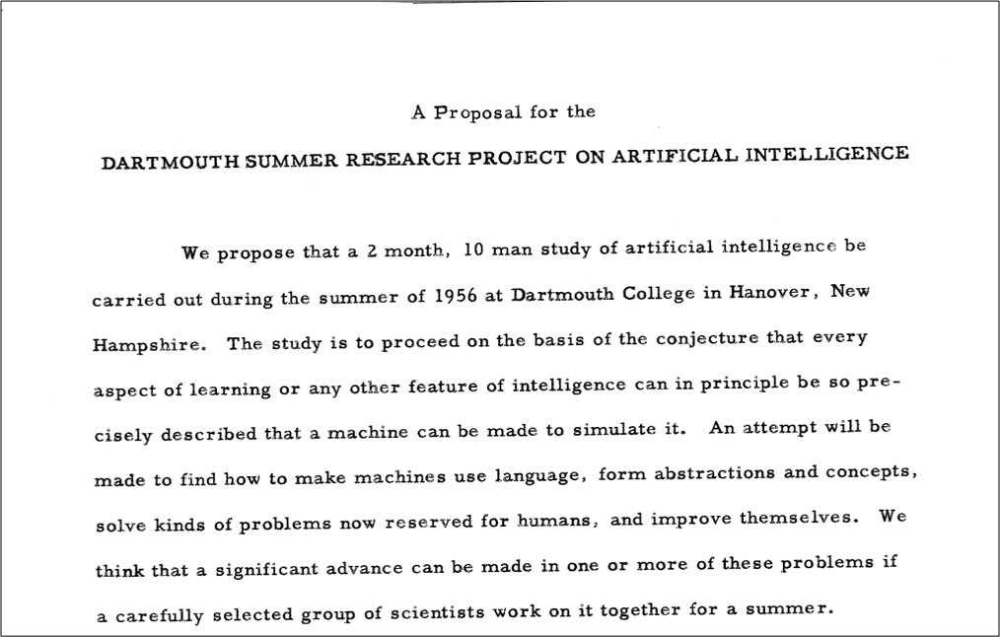 A Proposal for the
DARTMOUTH SUMMER RESEARCH PROJECT ON ARTIFICIAL INTELLIGENCE
We propose that a 2 month, 10 man study of artificial intelligence be
carried out during the summer of 1956 at Dartmouth College in Hanover, New
Hampshire. The study is to proceed on the basis of the conjecture that every
aspect of learning or any other feature of intelligence can in principle be so pre-
cisely described that a machine can be made to simulate it. An attempt will be
made to find how to make machines use language, form abstractions and concepts,
solve kinds of problems now reserved for humans, and improve themselves. We
think that a significant advance can be made in one or more of these problems if
a carefully selected group of scientists work on it together for a summer.